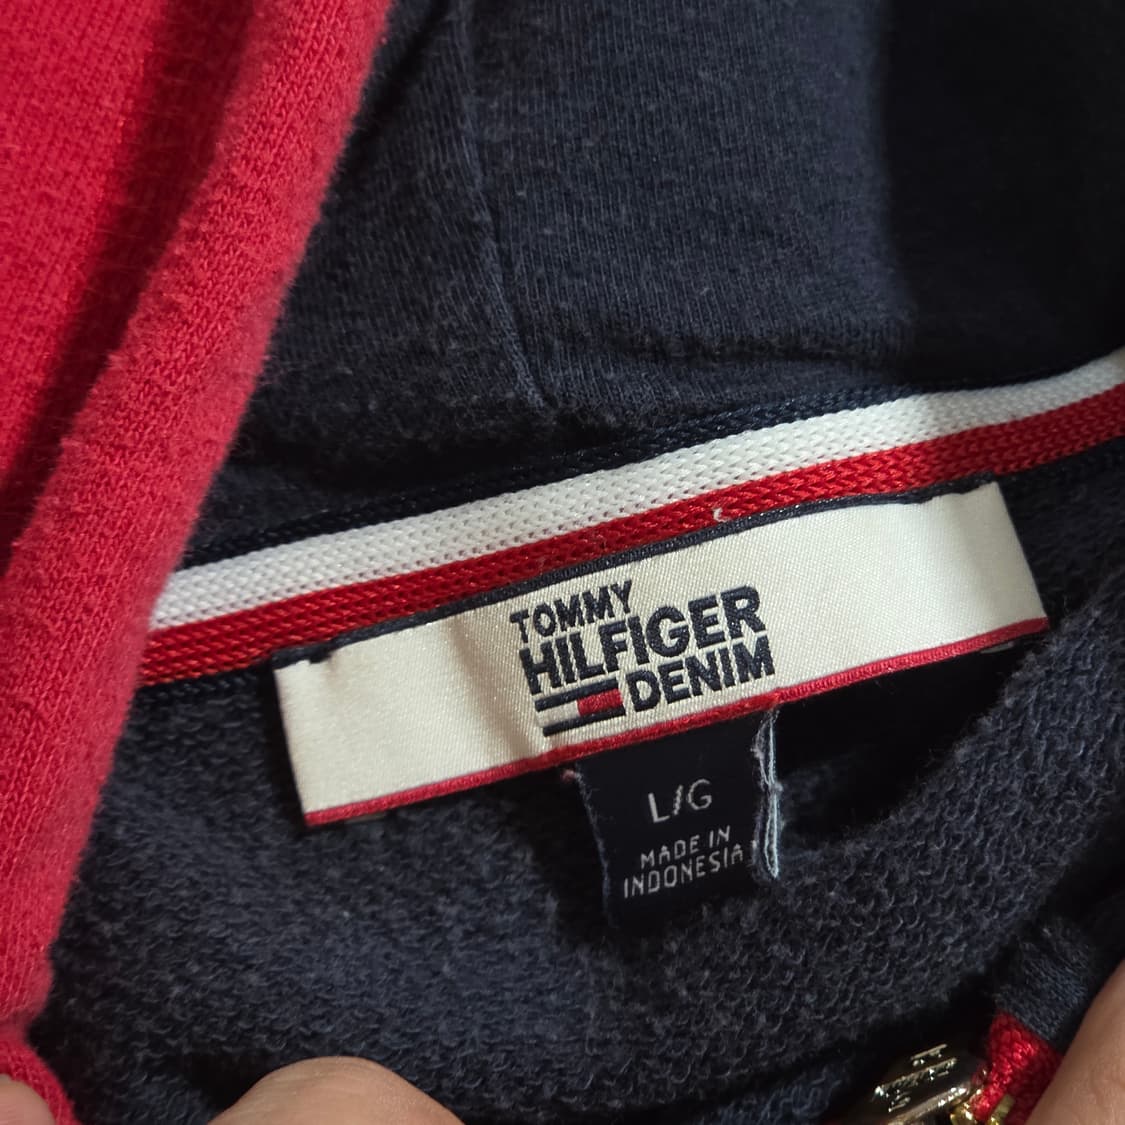 TOMMY
HILFIGER
DENIM
L/G
MADE IN
INDONESIA